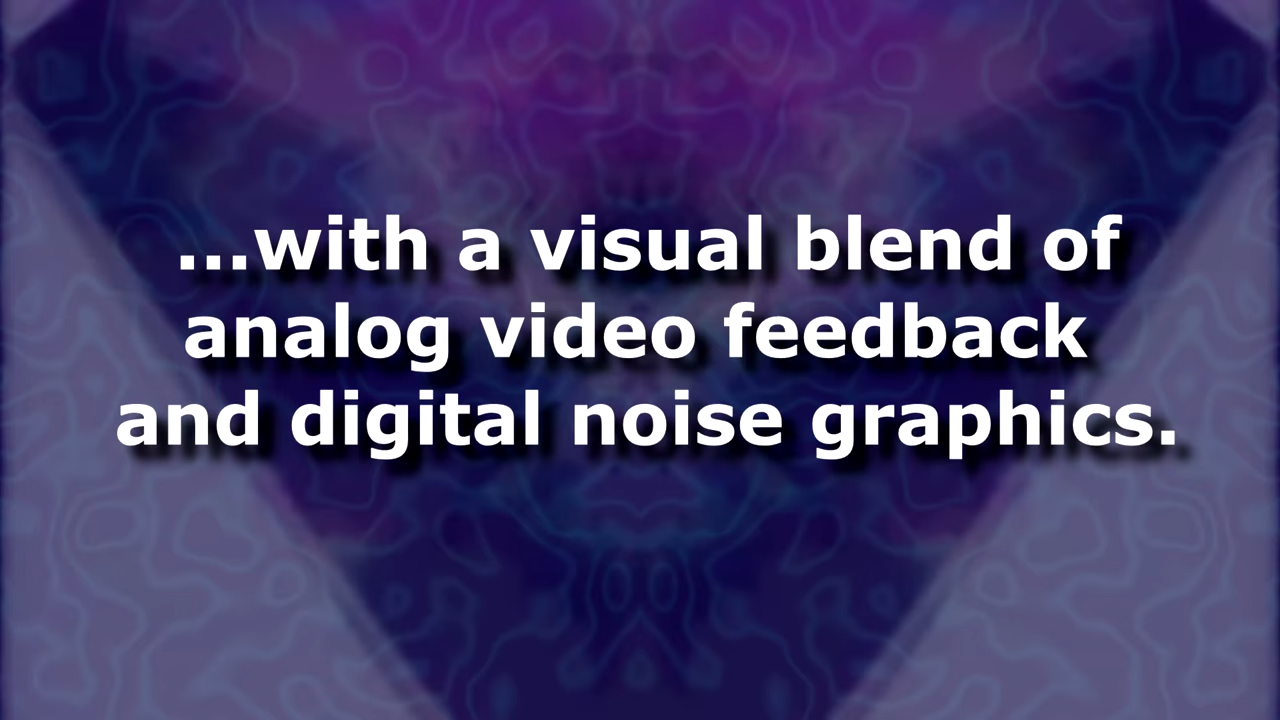 ...with a visual blend of
analog video feedback
and digital noise graphics.